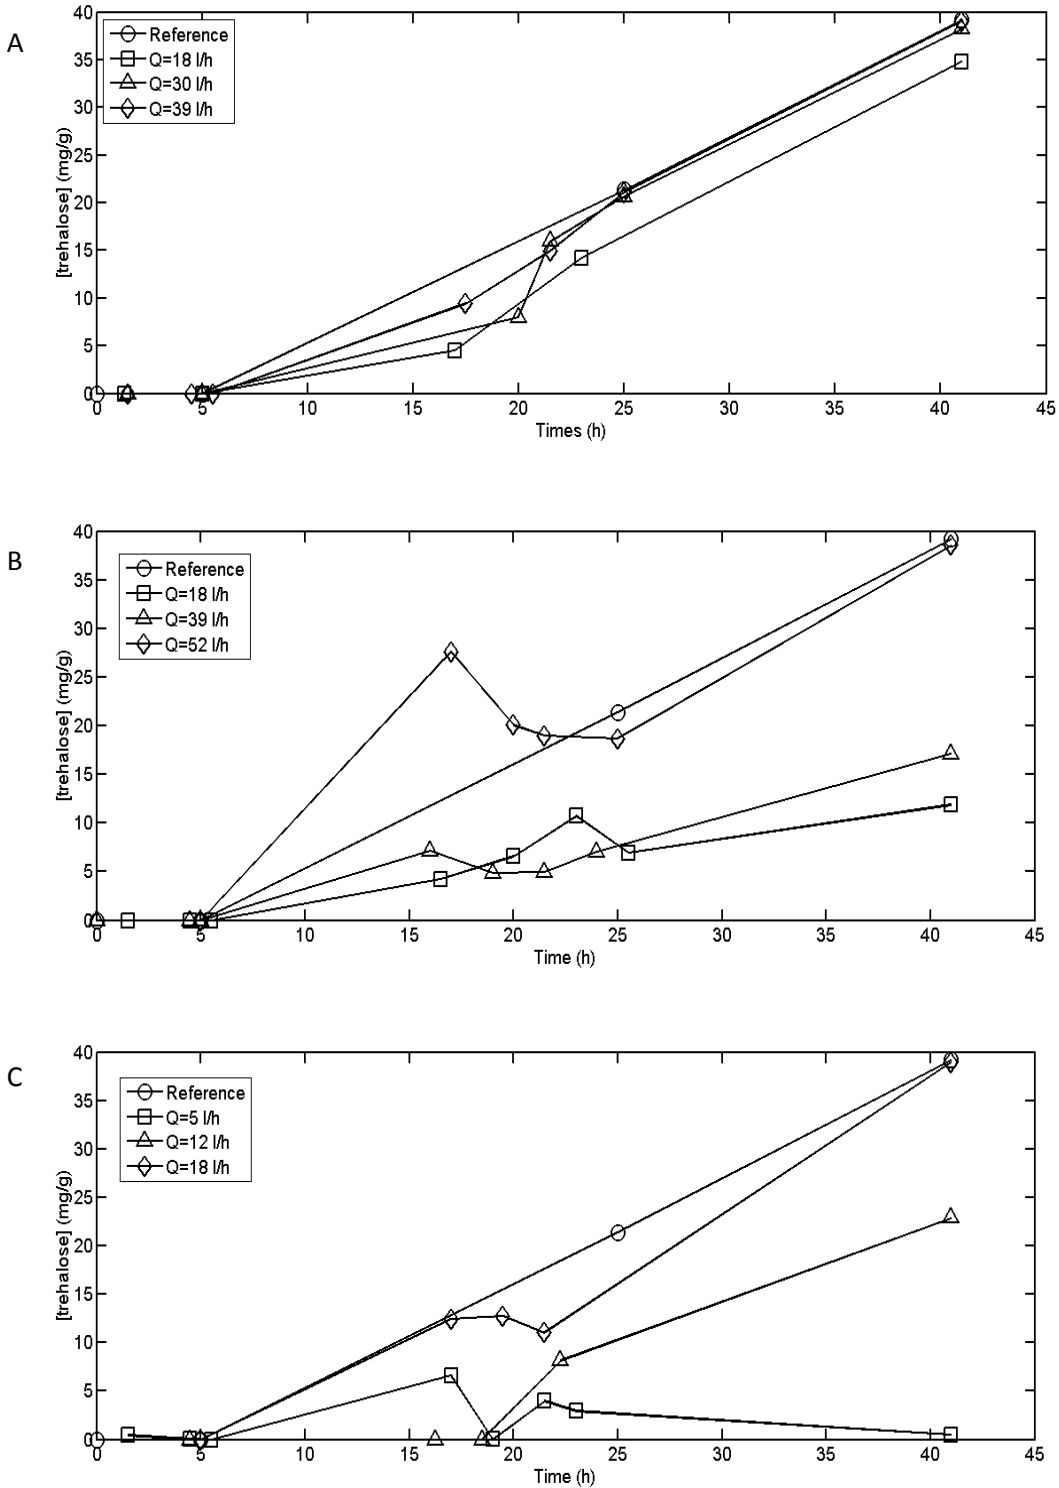 A
40
35
30
25
20
15
10
5
0
[trehalose] (mg/g)
Reference
Q=18 l/h
Q=30 l/h
Q=39 l/h
0 5 10 15 20 25 30 35 40 45
Times (h)
B
40
35
30
25
20
15
10
5
0
[trehalose] (mg/g)
Reference
Q=18 l/h
Q=39 l/h
Q=52 l/h
0 5 10 15 20 25 30 35 40 45
Time (h)
C
40
35
30
25
20
15
10
5
0
[trehalose] (mg/g)
Reference
Q=5 l/h
Q=12 l/h
Q=18 l/h
0 5 10 15 20 25 30 35 40 45
Time (h)